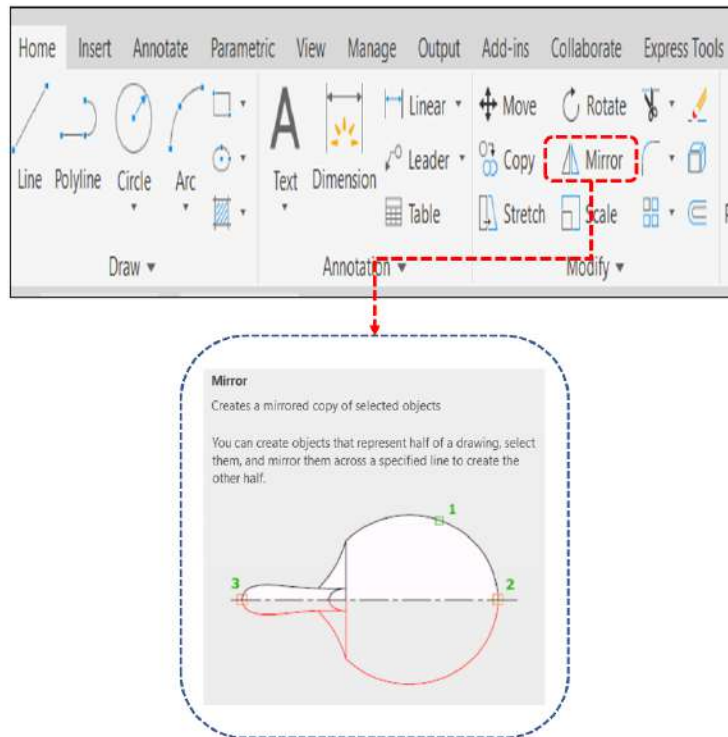 Home Insert Annotate Parametric View Manage Output Add-ins Collaborate Express Tools
Line Polyline Circle Arc
Text Dimension
Linear
Leader
Table
Move Rotate
Copy Mirror
Stretch Scale
Draw Annotation Modify
Mirror
Creates a mirrored copy of selected objects
You can create objects that represent half of a drawing, select
them, and mirror them across a specified line to create the
other half.
1
3
2